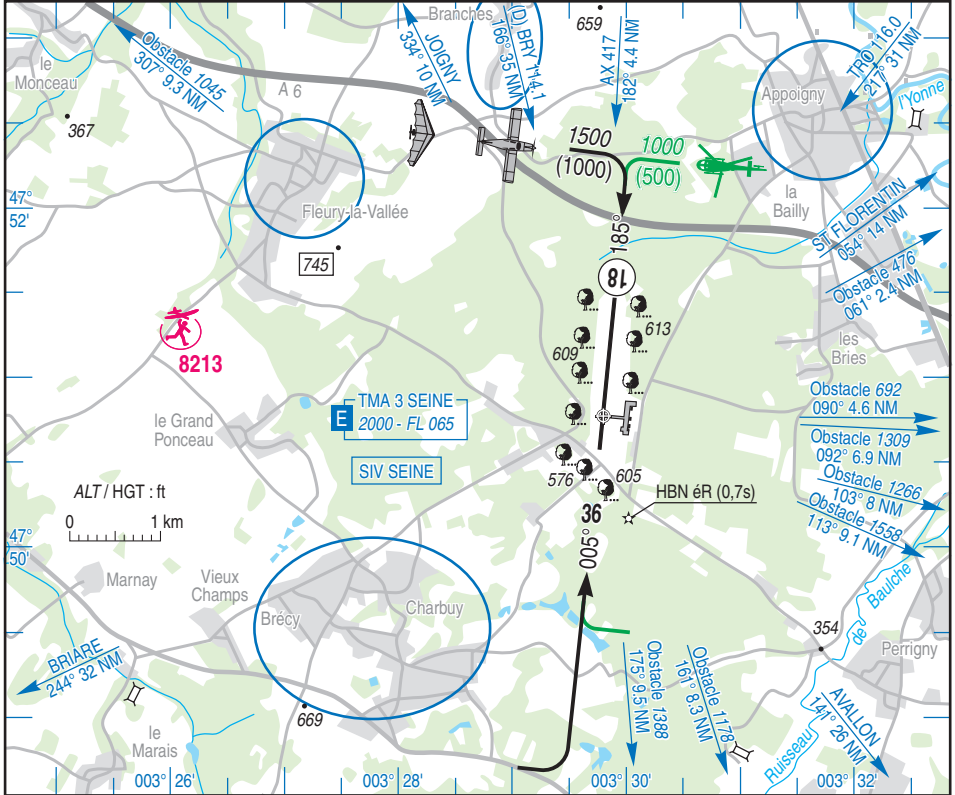 Branches
659
(D) BRY 114.1
166° 35 NM
JOIGNY
334° 10 NM
AX 417
182° 4.4 NM
TRO 116.0
217° 31 NM
Obstacle 1045
307° 9.3 NM
le
Monceau
A 6
367
Appoigny
l'Yonne
1500
(1000)
1000
(500)
47°
52'
Fleury-la-Vallée
la
Bailly
ST FLORENTIN
054° 14 NM
185°
745
18
Obstacle 476
061° 2.4 NM
613
609
les
Bries
8213
E
TMA 3 SEINE
2000 - FL 065
Obstacle 692
090° 4.6 NM
Obstacle 1309
092° 6.9 NM
le Grand
Ponceau
SIV SEINE
576
605
HBN éR (0,7s)
Obstacle 1266
103° 8 NM
Obstacle 1558
113° 9.1 NM
ALT / HGT : ft
0
1 km
36
005°
47°
50'
Marnay
Vieux
Champs
Brécy
Charbuy
Ruisseau
de
Baulche
354
Perrigny
BRIARE
244° 32 NM
Obstacle 1388
175° 9.5 NM
Obstacle 1178
161° 8.3 NM
AVALLON
141° 26 NM
669
le
Marais
003° 26'
003° 28'
003° 30'
003° 32'